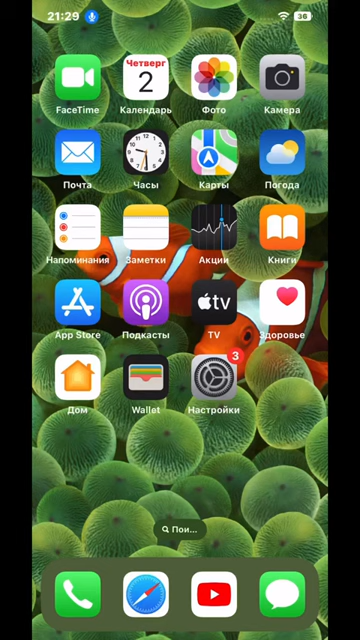 21:29 36
Четверг
2
FaceTime Календарь Фото Камера
Почта Часы Карты Погода
Напоминания Заметки Акции Книги
tv
App Store Подкасты TV Здоровье
3
Дом Wallet Настройки
Пои...